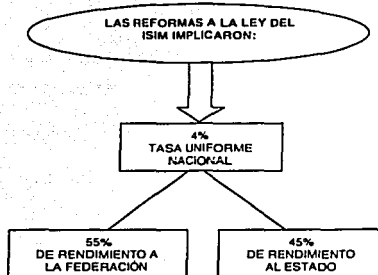 LAS REFORMAS A LA LEY DEL
ISIM IMPLICARON:
4%
TASA UNIFORME
NACIONAL
55%
DE RENDIMIENTO A
LA FEDERACIÓN
45%
DE RENDIMIENTO
AL ESTADO